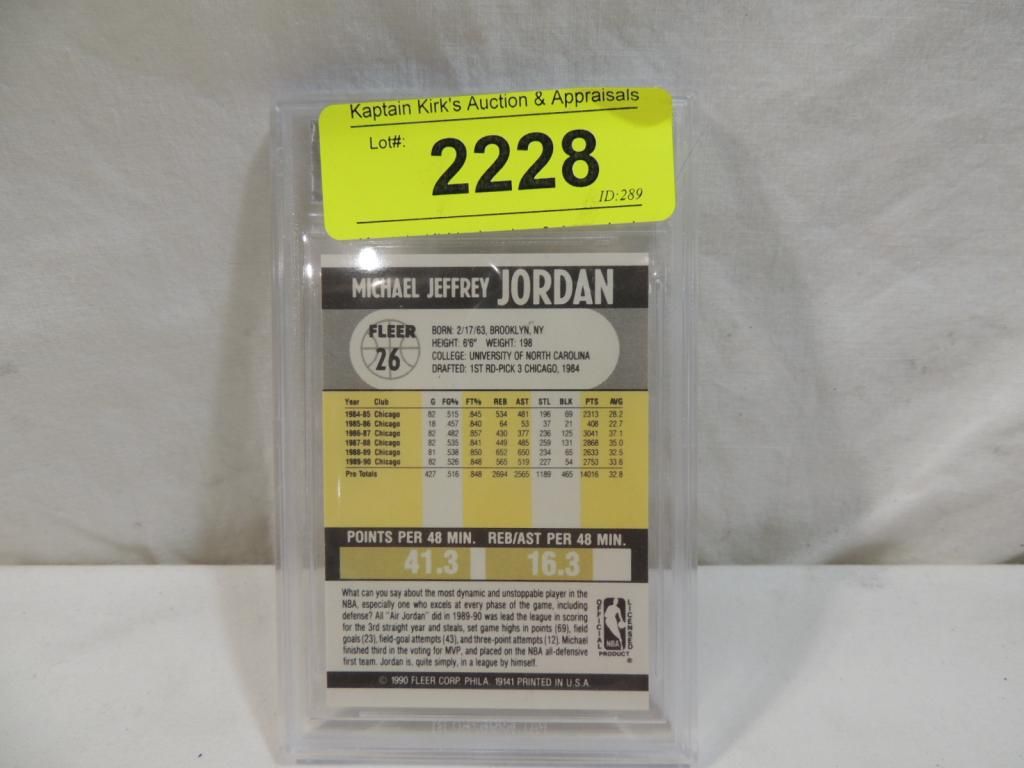 Kaptain Kirk's Auction & Appraisals
Lot#: 2228
ID:289
MICHAEL JEFFREY JORDAN
FLEER
26
BORN: 2/17/63, BROOKLYN, NY
HEIGHT: 6'6" WEIGHT: 198
COLLEGE: UNIVERSITY OF NORTH CAROLINA
DRAFTED: 1ST RD-PICK 3 CHICAGO, 1984
Year Club G FG% FT% REB AST STL BLK PTS AVG
1984-85 Chicago 82 .515 .845 534 481 196 69 2313 28.2
1985-86 Chicago 18 .457 .840 64 53 37 21 408 22.7
1986-87 Chicago 82 .482 .857 430 377 236 125 3041 37.1
1987-88 Chicago 82 .535 .841 449 485 259 131 2868 35.0
1988-89 Chicago 81 .538 .850 652 650 234 65 2633 32.5
1989-90 Chicago 82 .526 .848 565 519 227 54 2753 33.6
Pro Totals 427 .516 .848 2694 2565 1189 465 14016 32.8
POINTS PER 48 MIN. REB/AST PER 48 MIN.
41.3 16.3
What can you say about the most dynamic and unstoppable player in the
NBA, especially one who excels at every phase of the game, including
defense? All "Air Jordan" did in 1989-90 was lead the league in scoring
for the 3rd straight year and steals, set game highs in points (69), field
goals (23), field-goal attempts (43), and three-point attempts (12). Michael
finished third in the voting for MVP, and placed on the NBA all-defensive
first team. Jordan is, quite simply, in a league by himself.
OFFICIAL LICENSED
NBA
PRODUCT ®
© 1990 FLEER CORP. PHILA. 19141 PRINTED IN U.S.A.